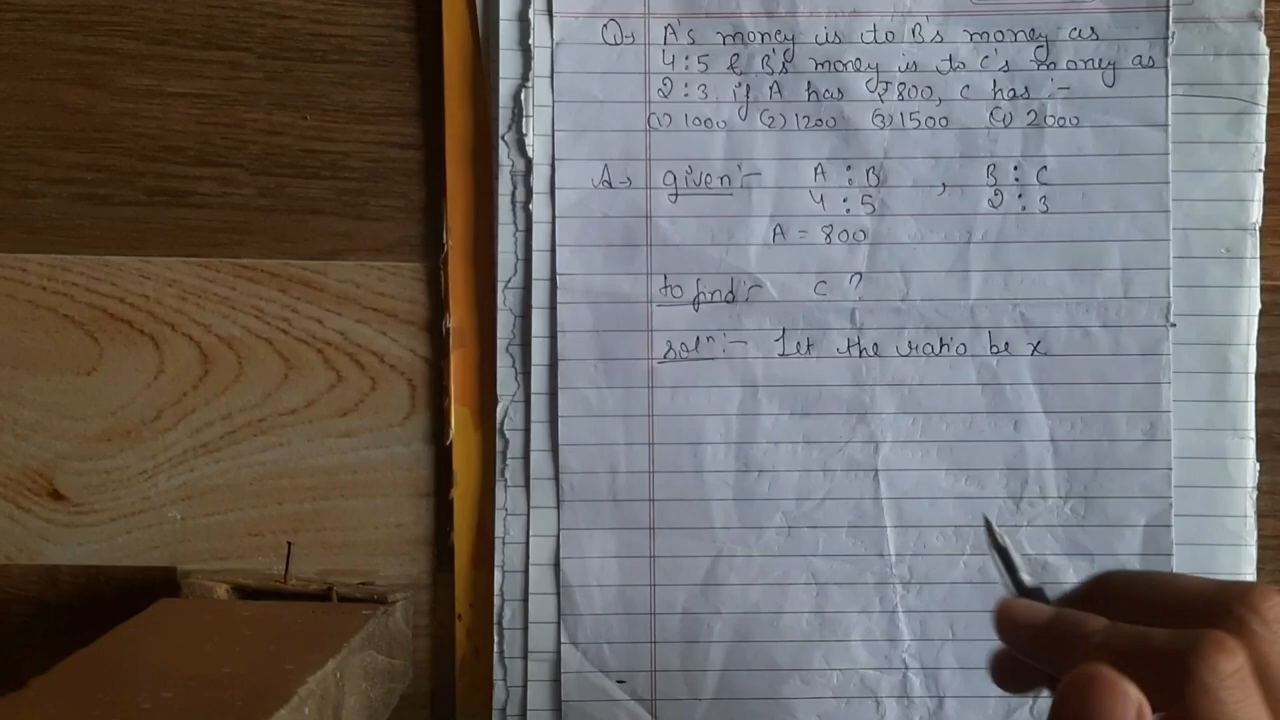 Q→ A's money is to B's money as
4:5 & B's money is to C's money as
2:3. if A has ₹800, C has :-
(1) 1000 (2) 1200 (3) 1500 (4) 2000
A→ given:- A : B , B : C
4 : 5 2 : 3
A = 800
to find:- C ?
solⁿ:- Let the ratio be x